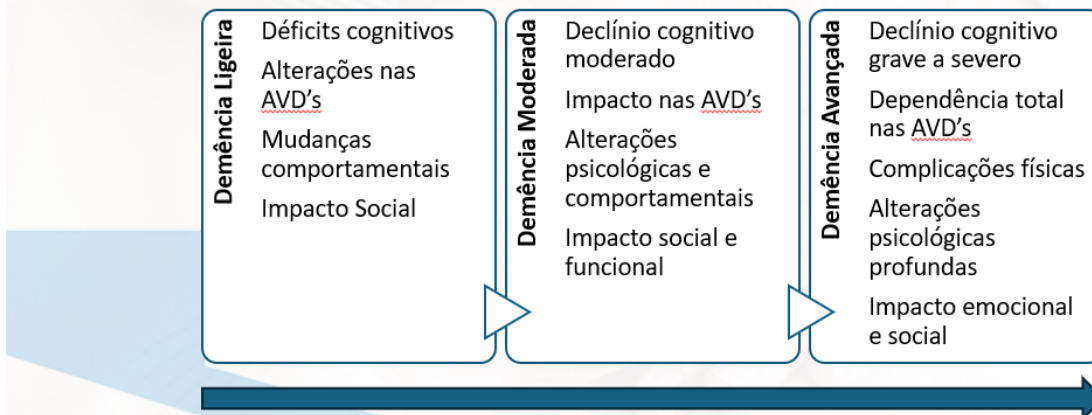 Demência Ligeira
Déficits cognitivos
Alterações nas
AVD's
Mudanças
comportamentais
Impacto Social
Demência Moderada
Declínio cognitivo
moderado
Impacto nas AVD's
Alterações
psicológicas e
comportamentais
Impacto social e
funcional
Demência Avançada
Declínio cognitivo
grave a severo
Dependência total
nas AVD's
Complicações físicas
Alterações
psicológicas
profundas
Impacto emocional
e social